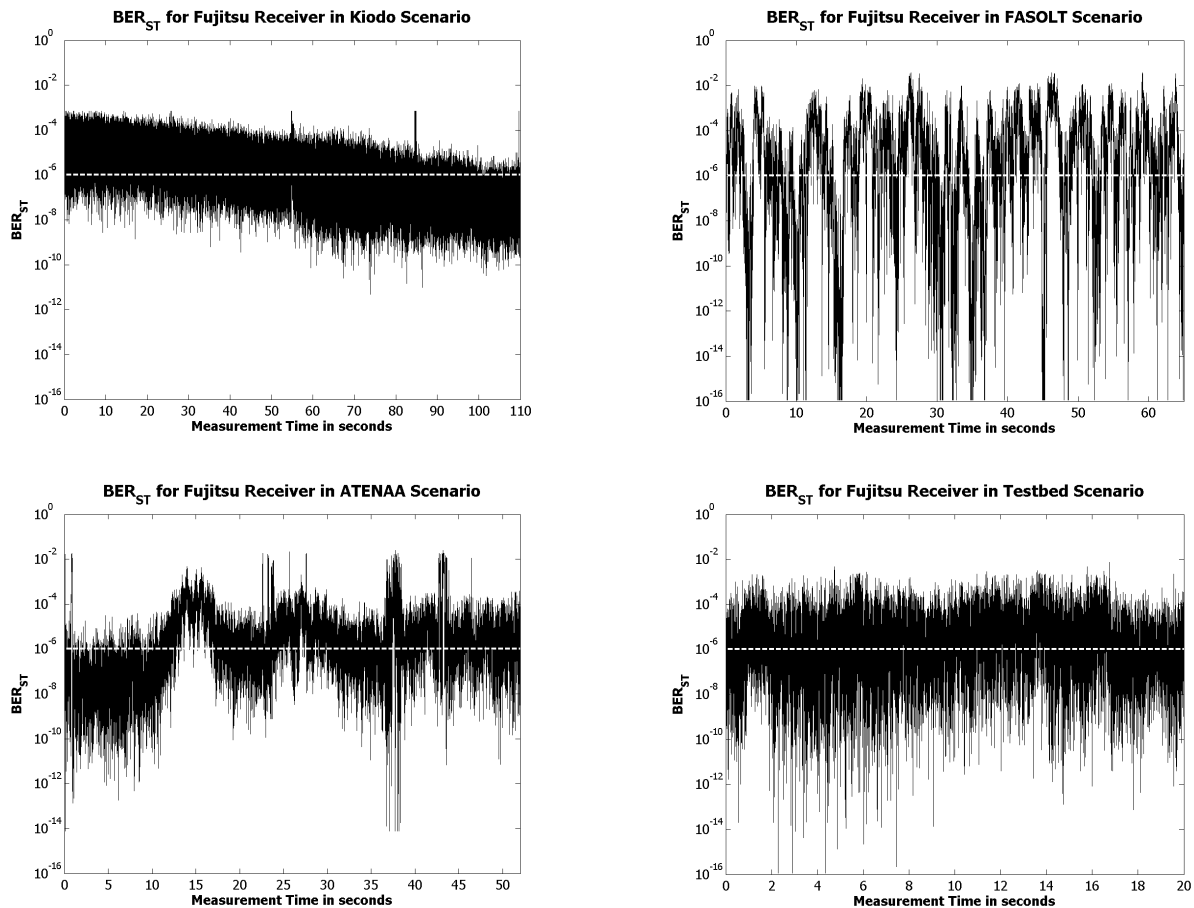 BER_ST for Fujitsu Receiver in Kiodo Scenario
10^0
10^-2
10^-4
10^-6
10^-8
10^-10
10^-12
10^-14
10^-16
BER_ST
0 10 20 30 40 50 60 70 80 90 100 110
Measurement Time in seconds
BER_ST for Fujitsu Receiver in FASOLT Scenario
10^0
10^-2
10^-4
10^-6
10^-8
10^-10
10^-12
10^-14
10^-16
BER_ST
0 10 20 30 40 50 60
Measurement Time in seconds
BER_ST for Fujitsu Receiver in ATENAA Scenario
10^0
10^-2
10^-4
10^-6
10^-8
10^-10
10^-12
10^-14
10^-16
BER_ST
0 5 10 15 20 25 30 35 40 45 50
Measurement Time in seconds
BER_ST for Fujitsu Receiver in Testbed Scenario
10^0
10^-2
10^-4
10^-6
10^-8
10^-10
10^-12
10^-14
10^-16
BER_ST
0 2 4 6 8 10 12 14 16 18 20
Measurement Time in seconds